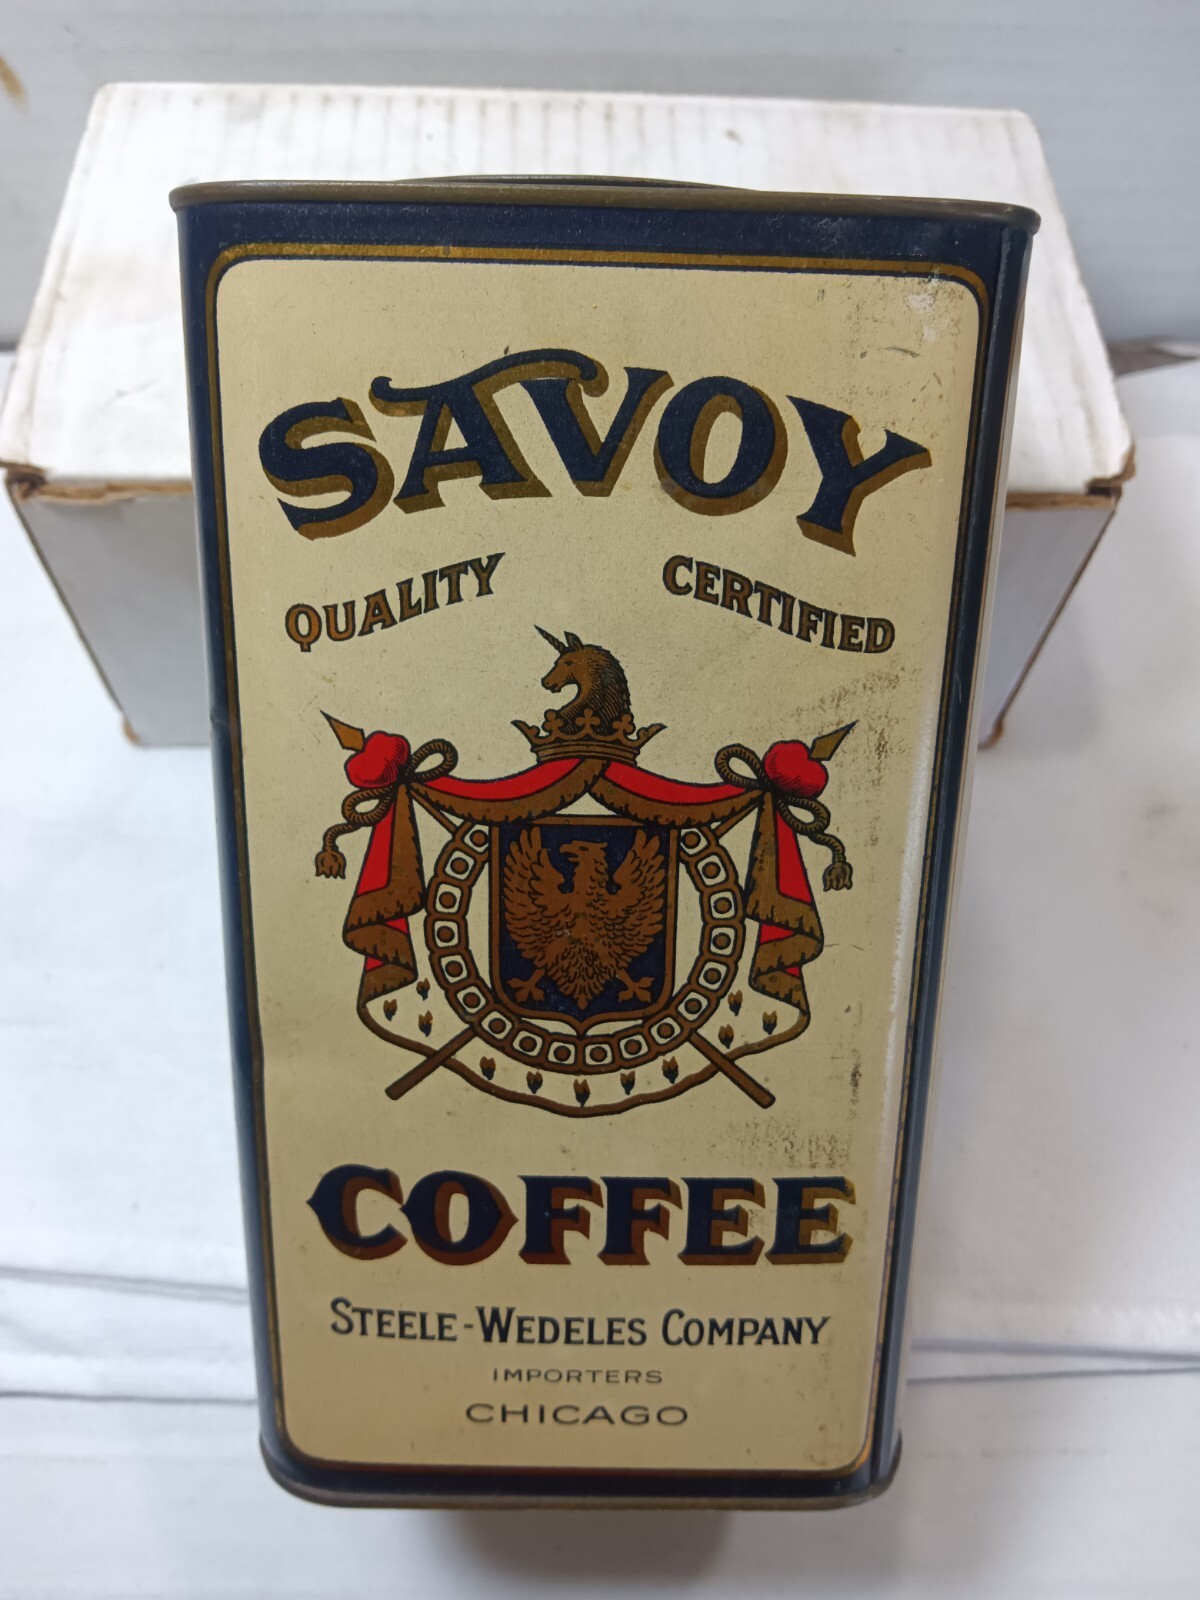 SAVOY
QUALITY CERTIFIED
COFFEE
STEELE-WEDELES COMPANY
IMPORTERS
CHICAGO